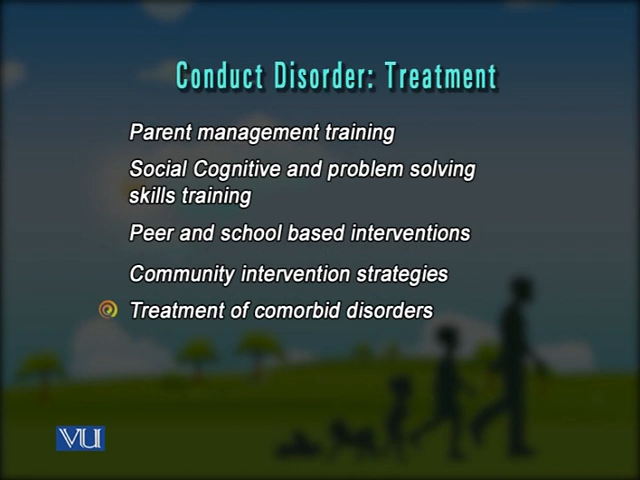 Conduct Disorder: Treatment
Parent management training
Social Cognitive and problem solving
skills training
Peer and school based interventions
Community intervention strategies
Treatment of comorbid disorders
VU